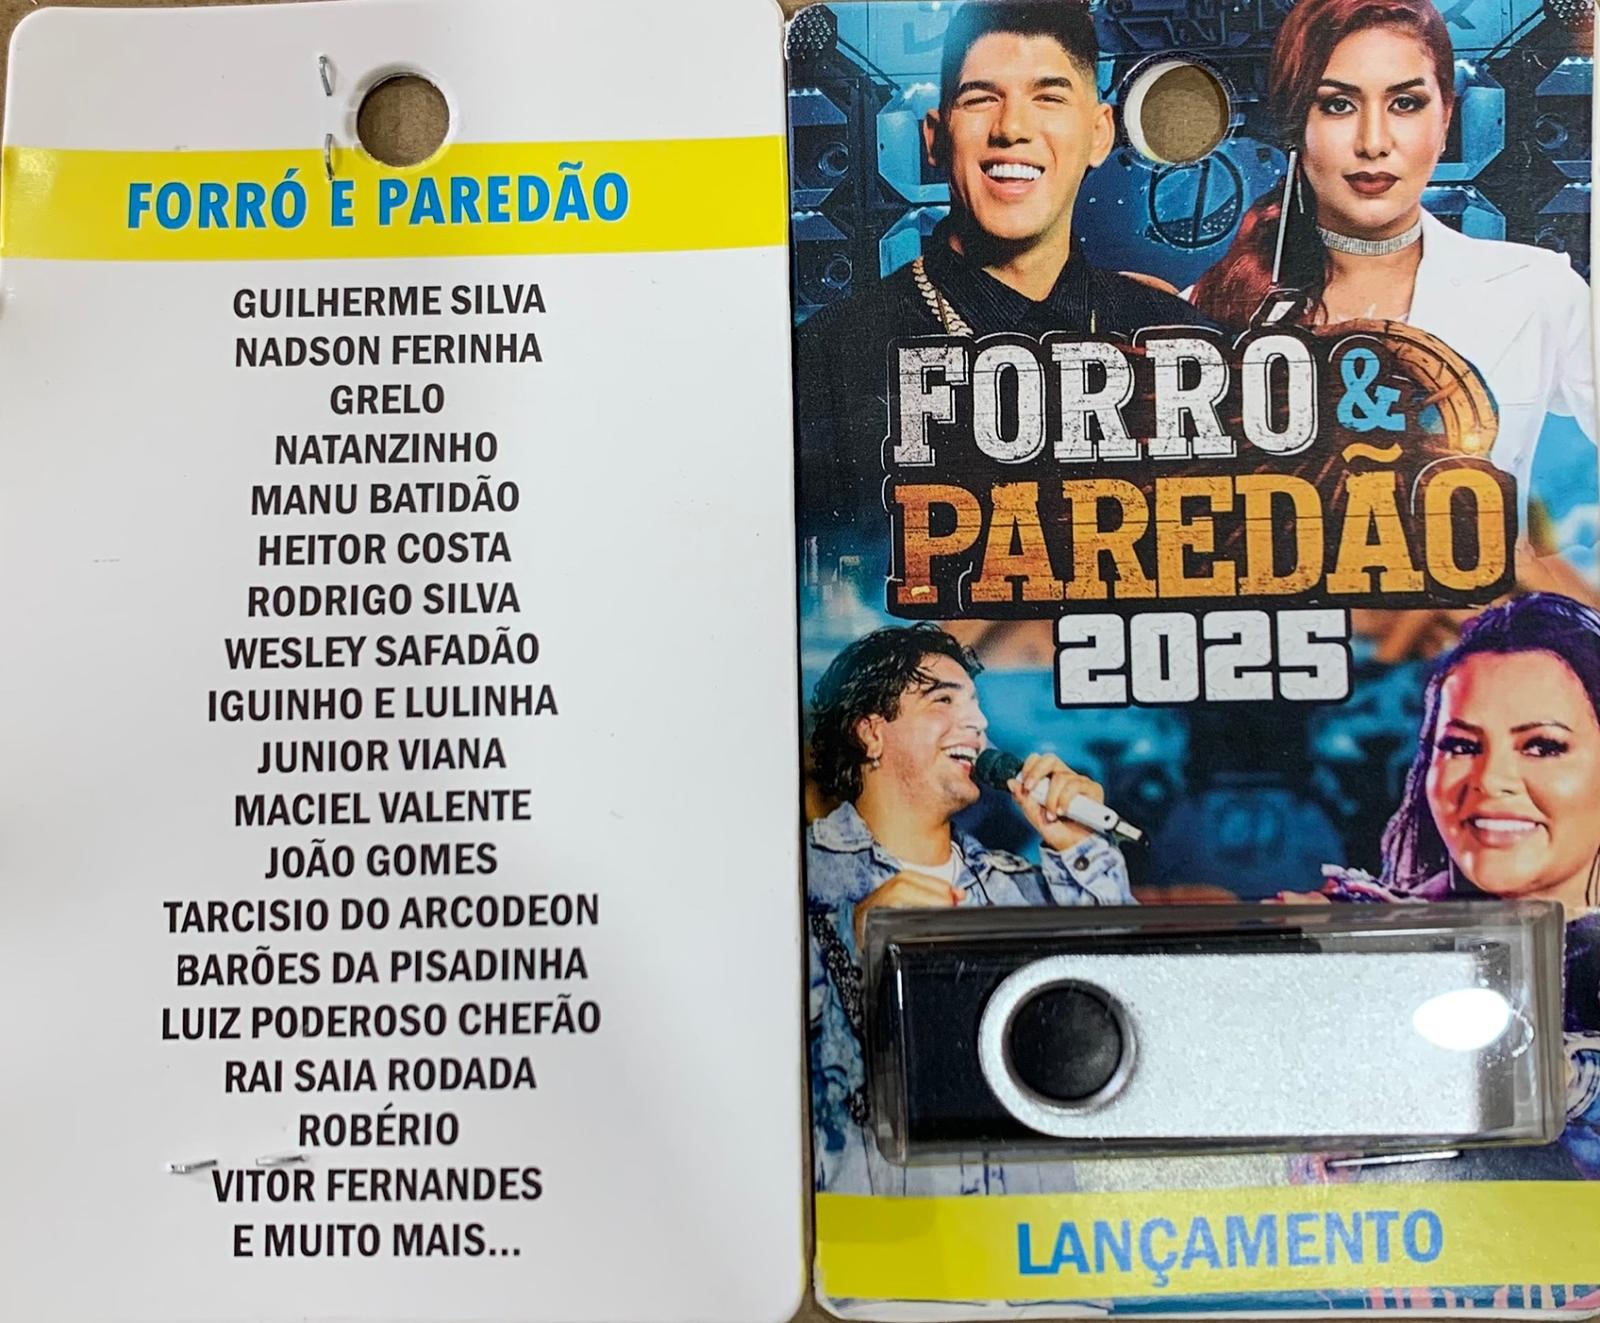 FORRÓ E PAREDÃO
GUILHERME SILVA
NADSON FERINHA
GRELO
NATANZINHO
MANU BATIDÃO
HEITOR COSTA
RODRIGO SILVA
WESLEY SAFADÃO
IGUINHO E LULINHA
JUNIOR VIANA
MACIEL VALENTE
JOÃO GOMES
TARCISIO DO ARCODEON
BARÕES DA PISADINHA
LUIZ PODEROSO CHEFÃO
RAI SAIA RODADA
ROBÉRIO
VITOR FERNANDES
E MUITO MAIS...
FORRÓ &
PAREDÃO
2025
LANÇAMENTO